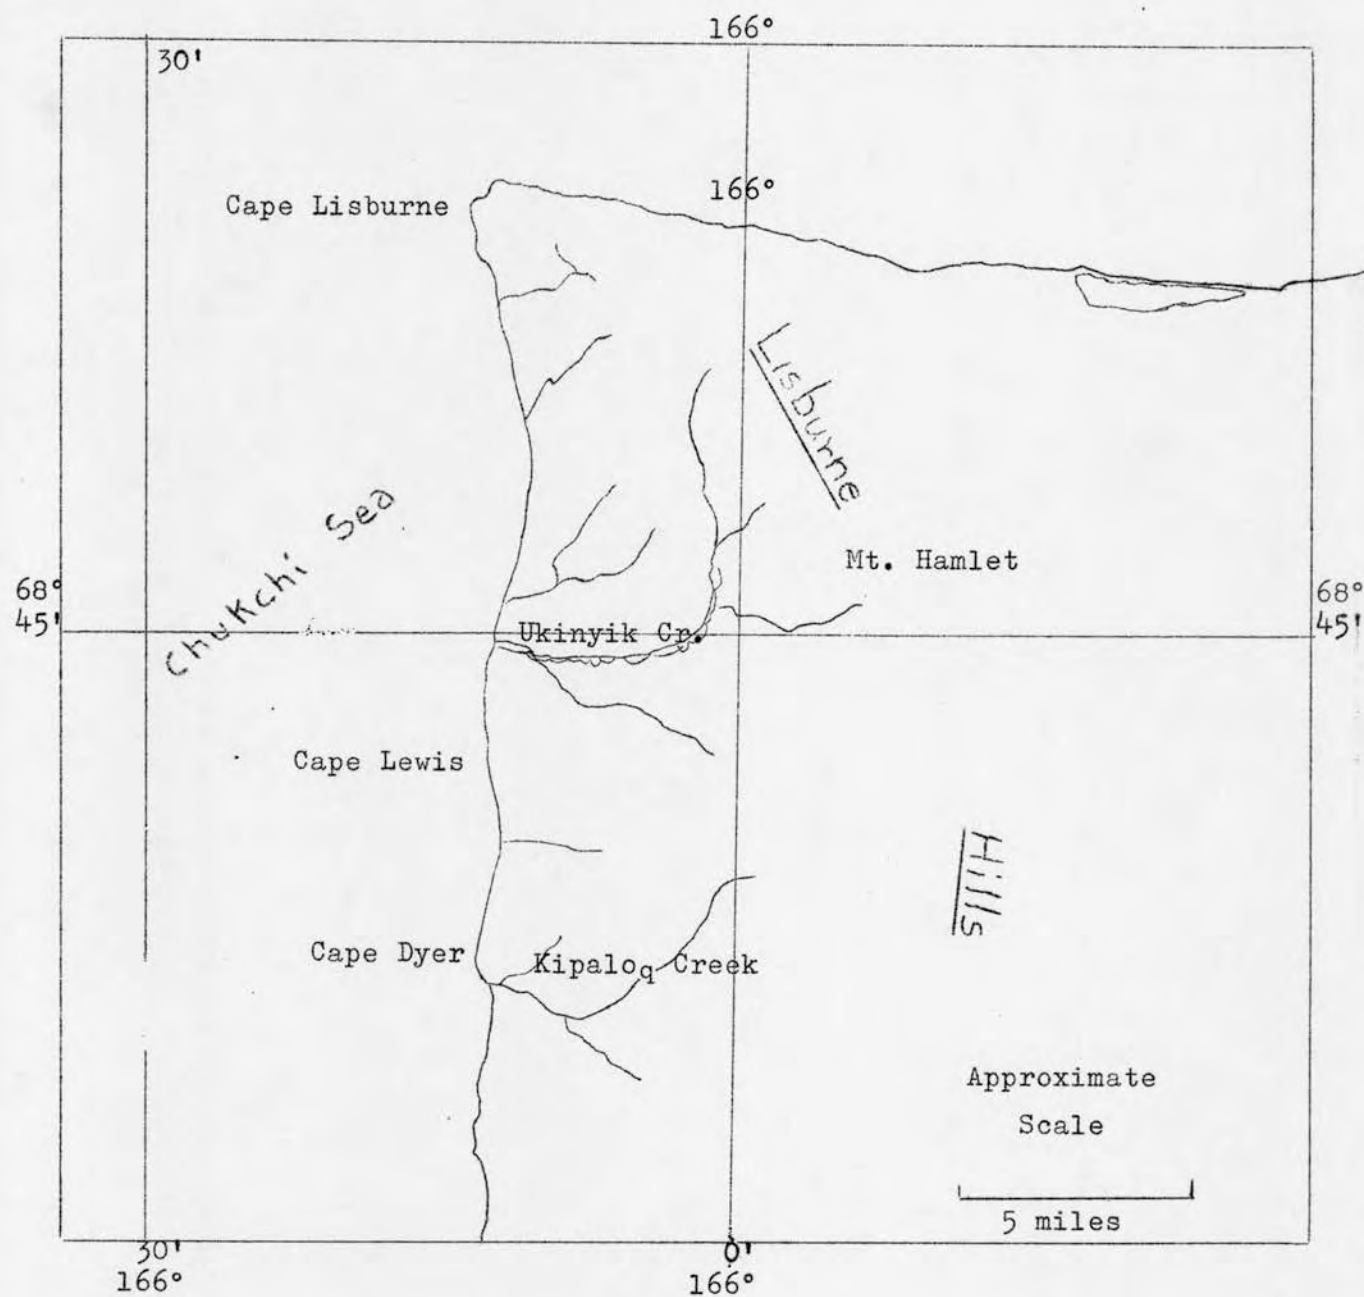 166°
30'
166°
Cape Lisburne
Lisburne
Chukchi Sea
Mt. Hamlet
68°
45'
68°
45'
Ukinyik Cr.
Cape Lewis
Hills
Cape Dyer
Kipaloq Creek
Approximate
Scale
5 miles
30'
166°
0'
166°